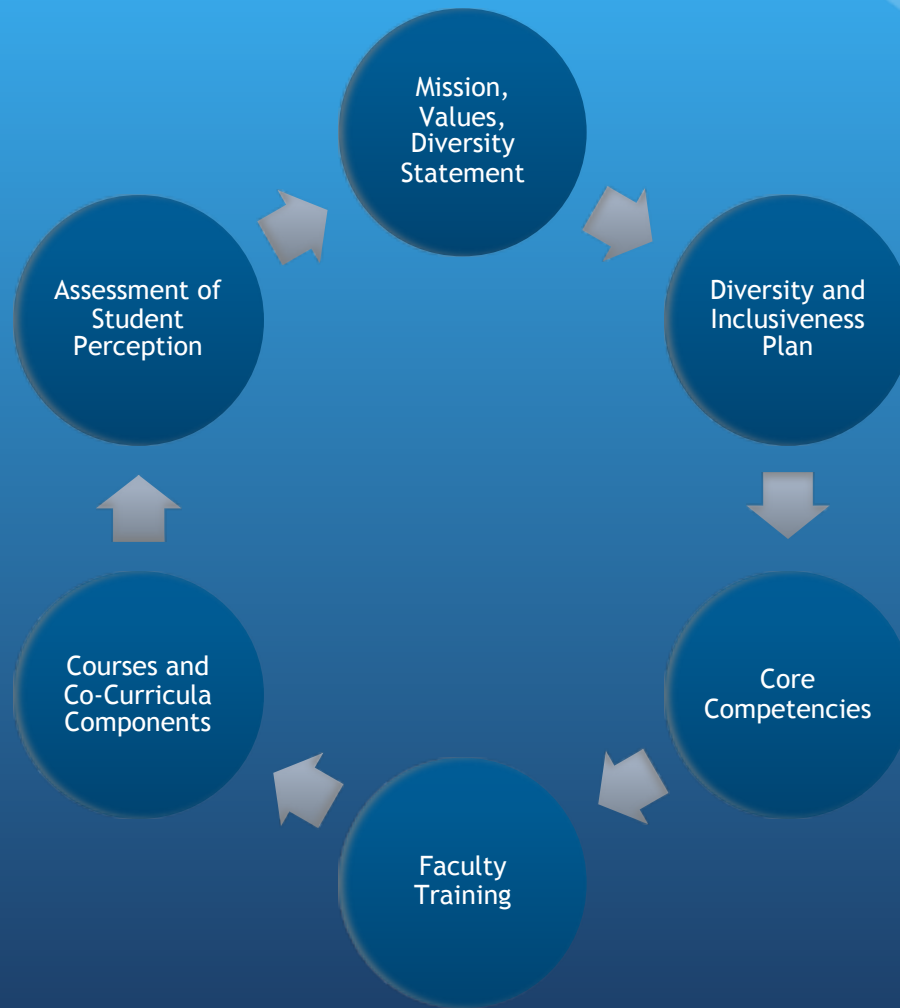 Mission,
Values,
Diversity
Statement
Diversity and
Inclusiveness
Plan
Core
Competencies
Faculty
Training
Courses and
Co-Curricula
Components
Assessment of
Student
Perception